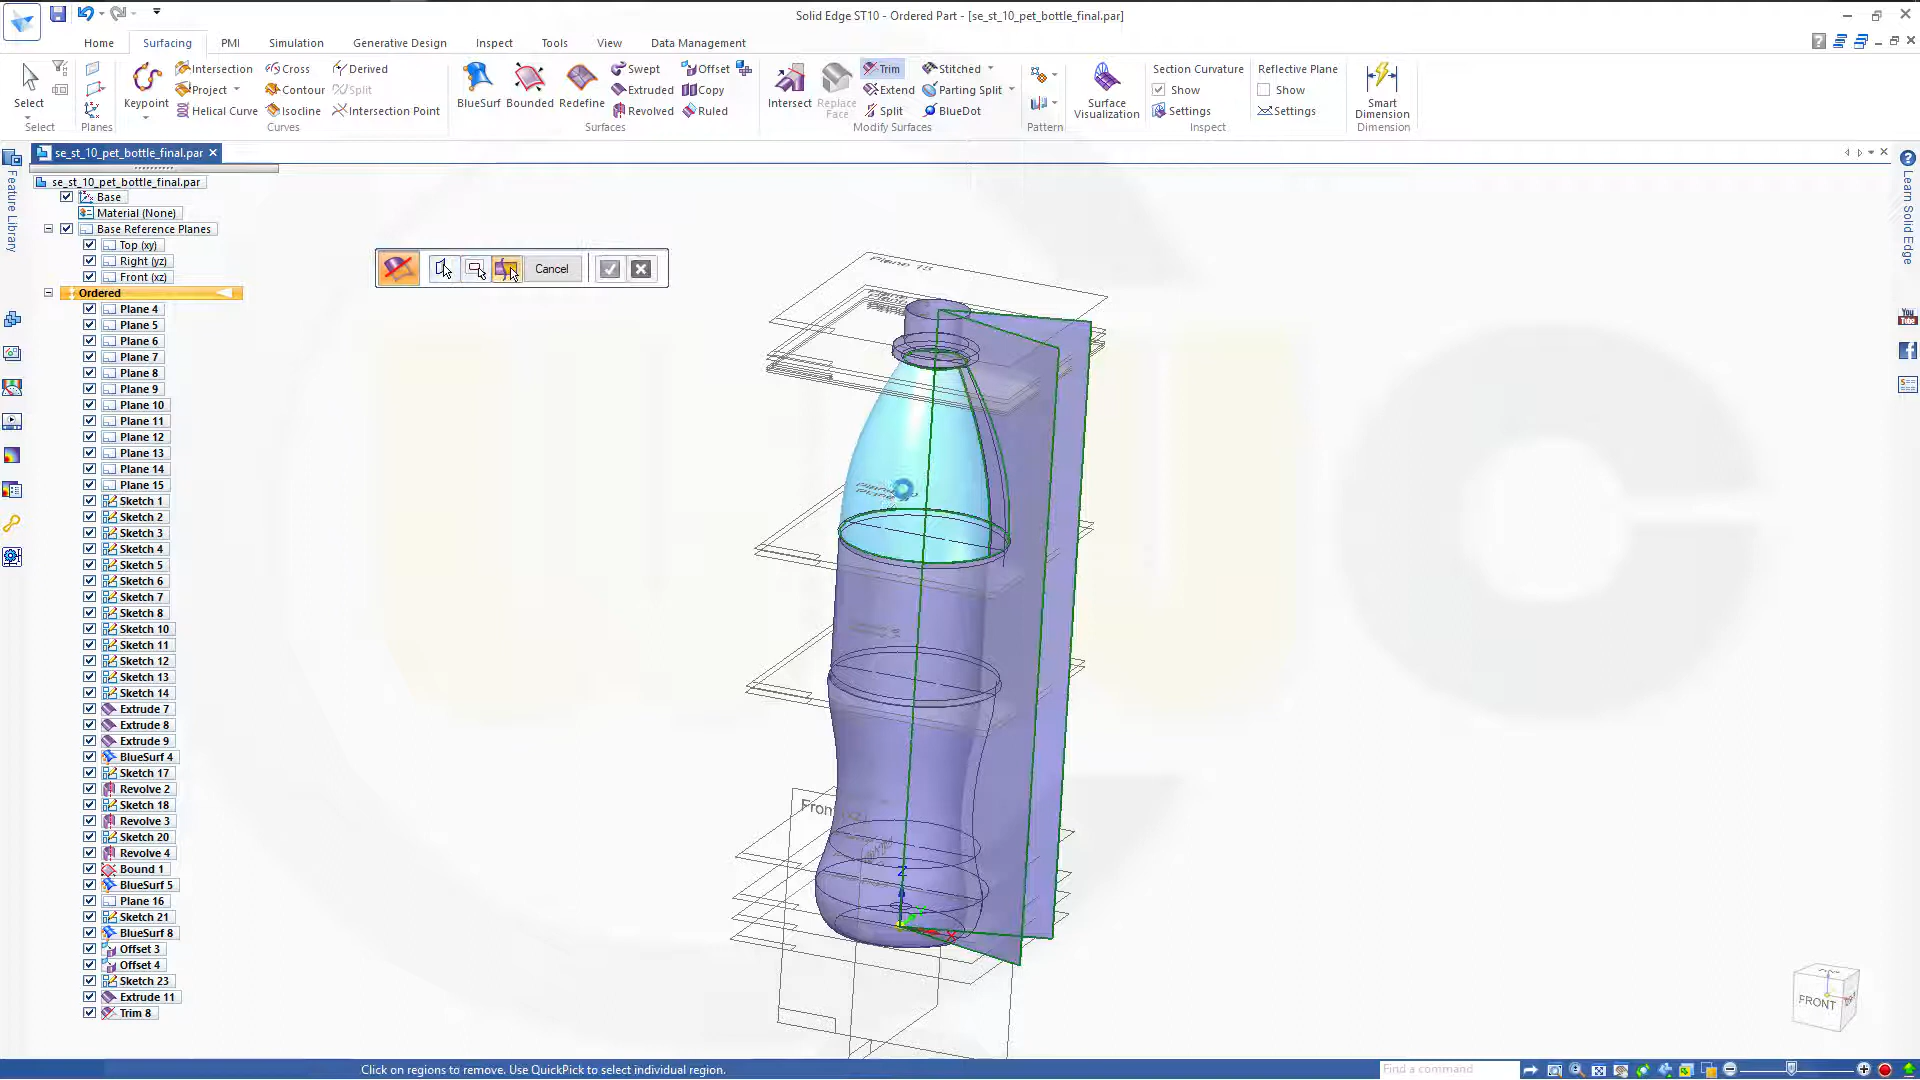 Solid Edge ST10 - Ordered Part - [se_st_10_pet_bottle_final.par]
Home
Surfacing
PMI
Simulation
Generative Design
Inspect
Tools
View
Data Management
Select
Select
Planes
Keypoint
Intersection
Project
Helical Curve
Cross
Contour
Isocline
Derived
Split
Intersection Point
Curves
BlueSurf
Bounded
Redefine
Swept
Extruded
Revolved
Offset
Copy
Ruled
Surfaces
Intersect
Replace Face
Trim
Extend
Split
Stitched
Parting Split
BlueDot
Modify Surfaces
Pattern
Surface Visualization
Section Curvature
Show
Settings
Inspect
Reflective Plane
Show
Settings
Smart Dimension
Dimension
se_st_10_pet_bottle_final.par
Feature Library
Learn Solid Edge
You Tube
se_st_10_pet_bottle_final.par
Base
Material (None)
Base Reference Planes
Top (xy)
Right (yz)
Front (xz)
Ordered
Plane 4
Plane 5
Plane 6
Plane 7
Plane 8
Plane 9
Plane 10
Plane 11
Plane 12
Plane 13
Plane 14
Plane 15
Sketch 1
Sketch 2
Sketch 3
Sketch 4
Sketch 5
Sketch 6
Sketch 7
Sketch 8
Sketch 10
Sketch 11
Sketch 12
Sketch 13
Sketch 14
Extrude 7
Extrude 8
Extrude 9
BlueSurf 4
Sketch 17
Revolve 2
Sketch 18
Revolve 3
Sketch 20
Revolve 4
Bound 1
BlueSurf 5
Plane 16
Sketch 21
BlueSurf 8
Offset 3
Offset 4
Sketch 23
Extrude 11
Trim 8
Cancel
Plane 15
Z
X
FRONT
Click on regions to remove. Use QuickPick to select individual region.
Find a command